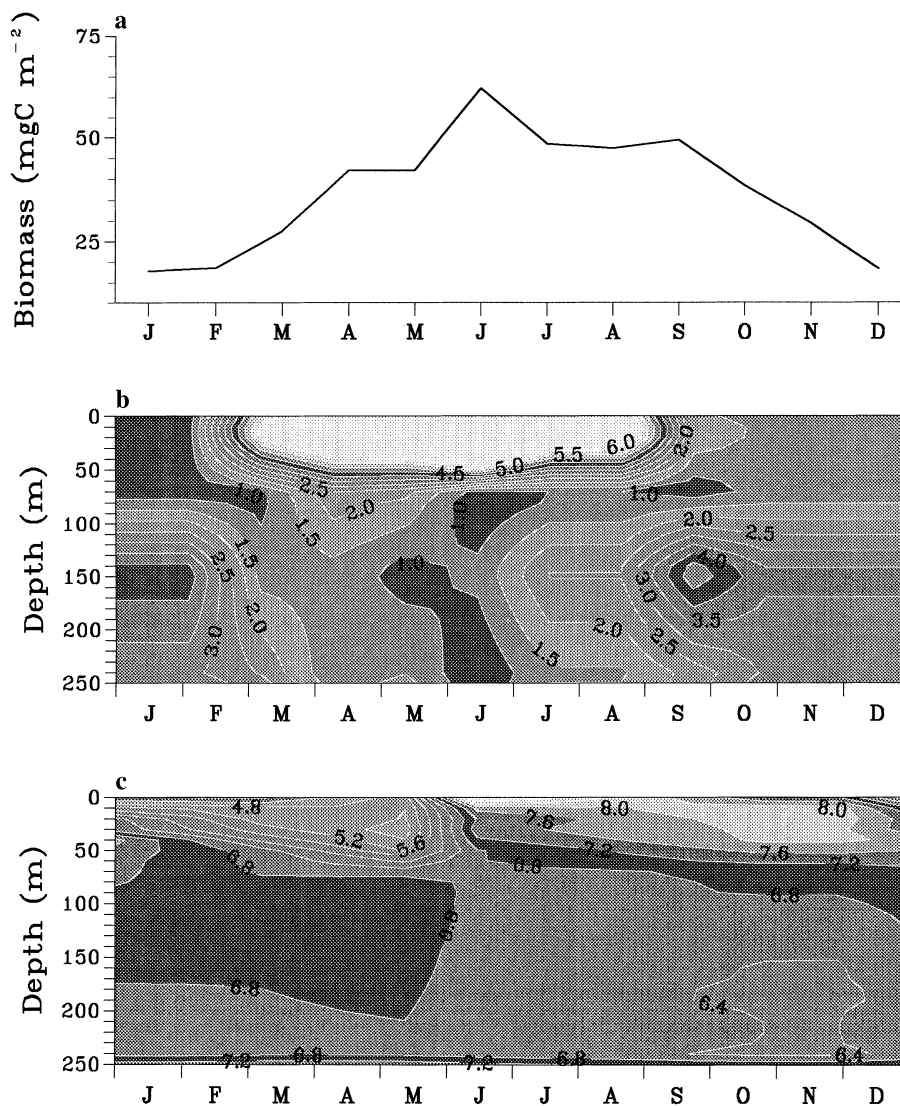 a
Biomass (mgC m⁻²)
75
50
25
J F M A M J J A S O N D
b
Depth (m)
0
50
100
150
200
250
1.0 2.5 4.5 5.0 5.5 6.0 2.0
1.5 2.0 1.0 1.0
2.5 1.5 1.0 2.0 2.5
3.0 2.0 3.0 4.0
1.5 2.0 2.5 3.5
J F M A M J J A S O N D
c
Depth (m)
0
50
100
150
200
250
4.8 8.0 8.0
5.2 5.6 7.6
7.2 7.6 7.2
6.8 6.8
6.8 6.8
6.8 6.4
7.2 6.8 7.2 6.8 6.4
J F M A M J J A S O N D